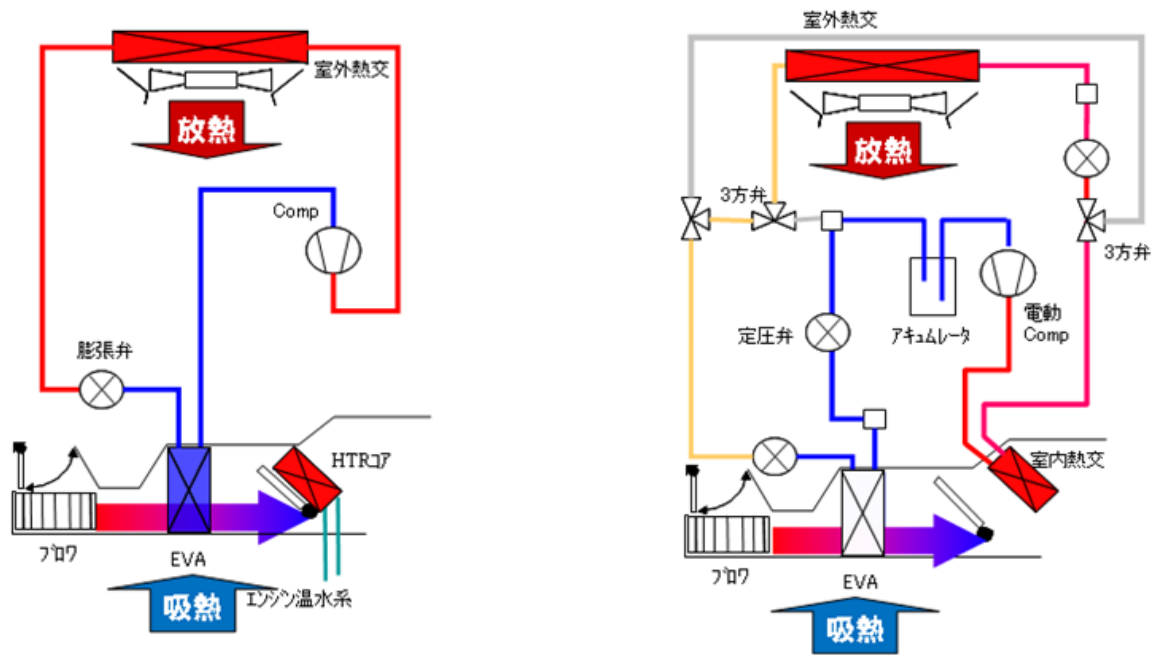 室外熱交
放熱
Comp
膨張弁
HTRｺｱ
ﾌﾞﾛﾜ
EVA
ｴﾝｼﾞﾝ温水系
吸熱
室外熱交
放熱
3方弁
3方弁
定圧弁
ｱｷｭﾑﾚｰﾀ
電動
Comp
室内熱交
ﾌﾞﾛﾜ
EVA
吸熱